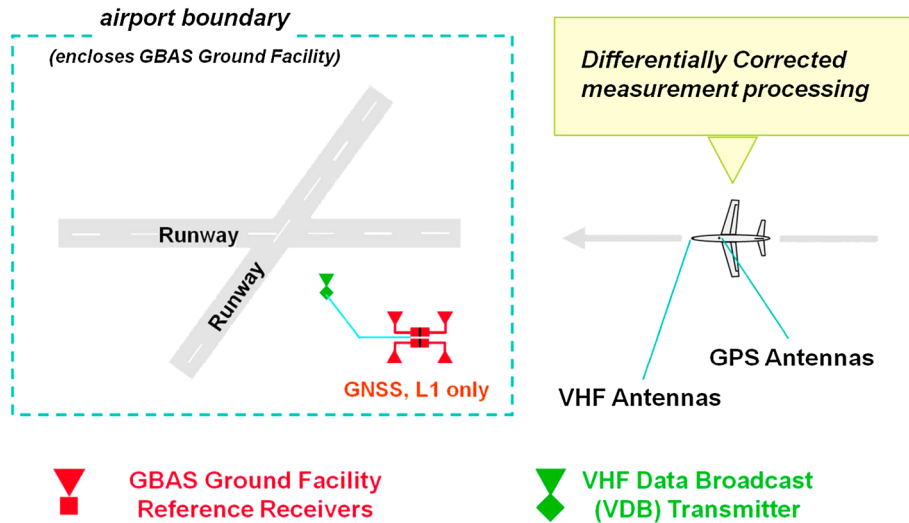 airport boundary
(encloses GBAS Ground Facility)
Differentially Corrected
measurement processing
Runway
Runway
GNSS, L1 only
GPS Antennas
VHF Antennas
GBAS Ground Facility
Reference Receivers
VHF Data Broadcast
(VDB) Transmitter